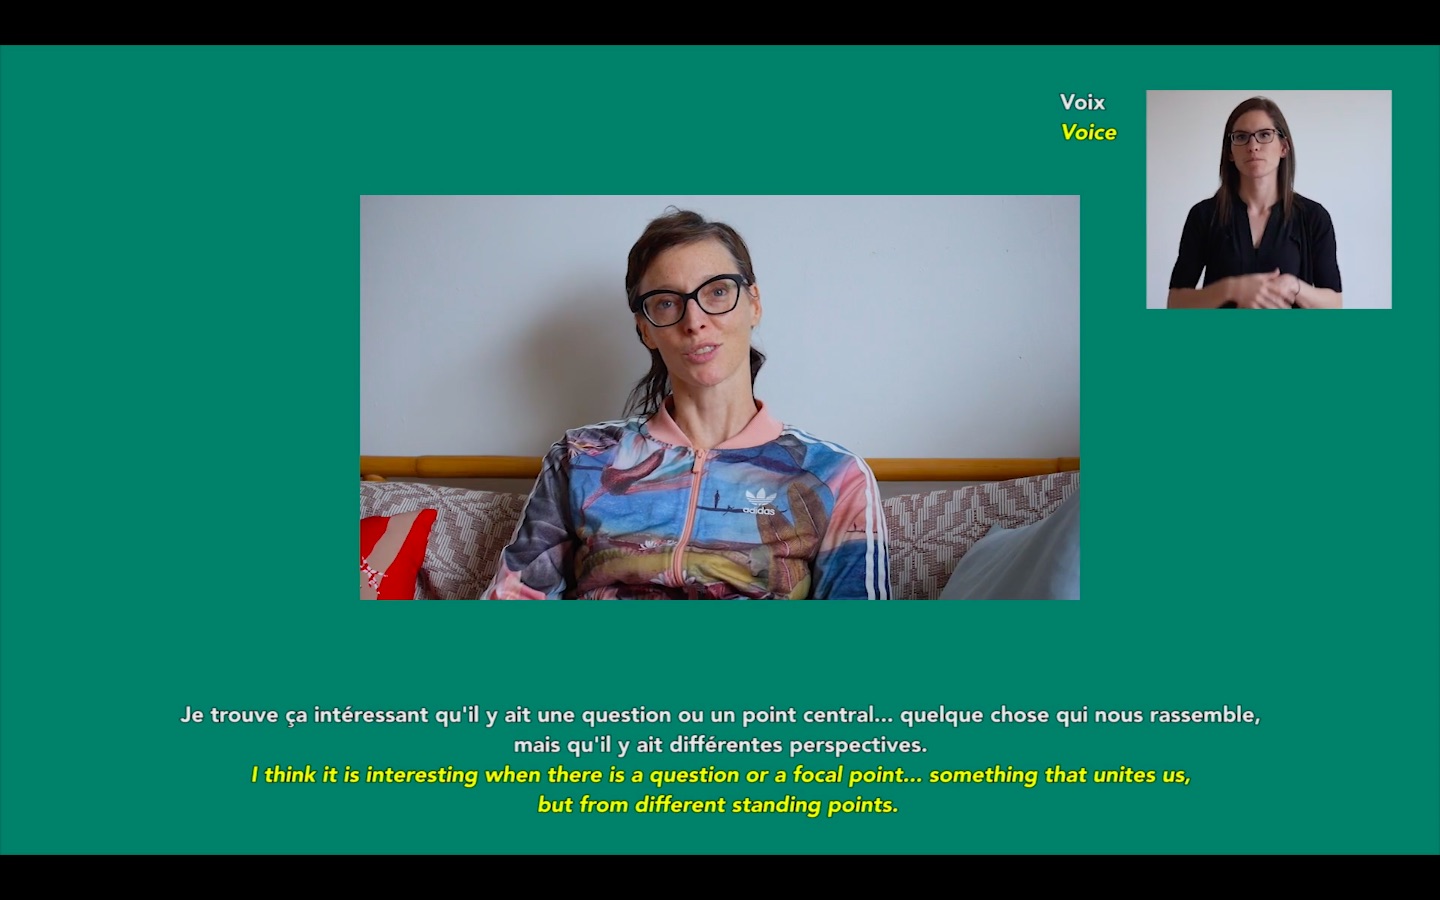 Voix
Voice
adidas
Je trouve ça intéressant qu'il y ait une question ou un point central... quelque chose qui nous rassemble,
mais qu'il y ait différentes perspectives.
I think it is interesting when there is a question or a focal point... something that unites us,
but from different standing points.